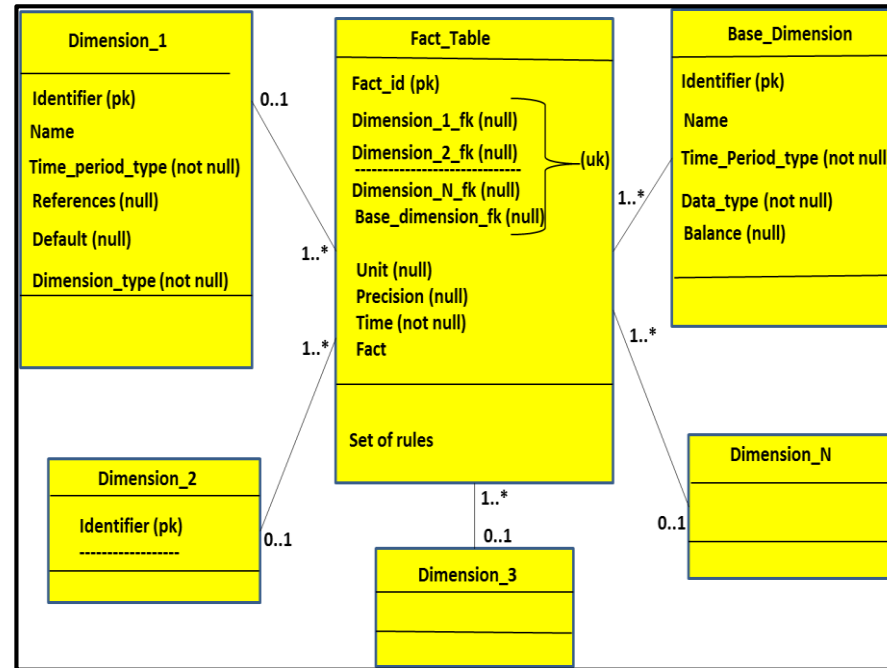 Dimension_1
Identifier (pk)
Name
Time_period_type (not null)
References (null)
Default (null)
Dimension_type (not null)
0..1
1..*
Fact_Table
Fact_id (pk)
Dimension_1_fk (null)
Dimension_2_fk (null)
--------------------------------
Dimension_N_fk (null)
Base_dimension_fk (null)
(uk)
Unit (null)
Precision (null)
Time (not null)
Fact
Set of rules
Base_Dimension
Identifier (pk)
Name
Time_Period_type (not null
Data_type (not null)
Balance (null)
1..*
1..*
1..*
Dimension_2
Identifier (pk)
------------------
0..1
1..*
0..1
Dimension_3
Dimension_N
0..1